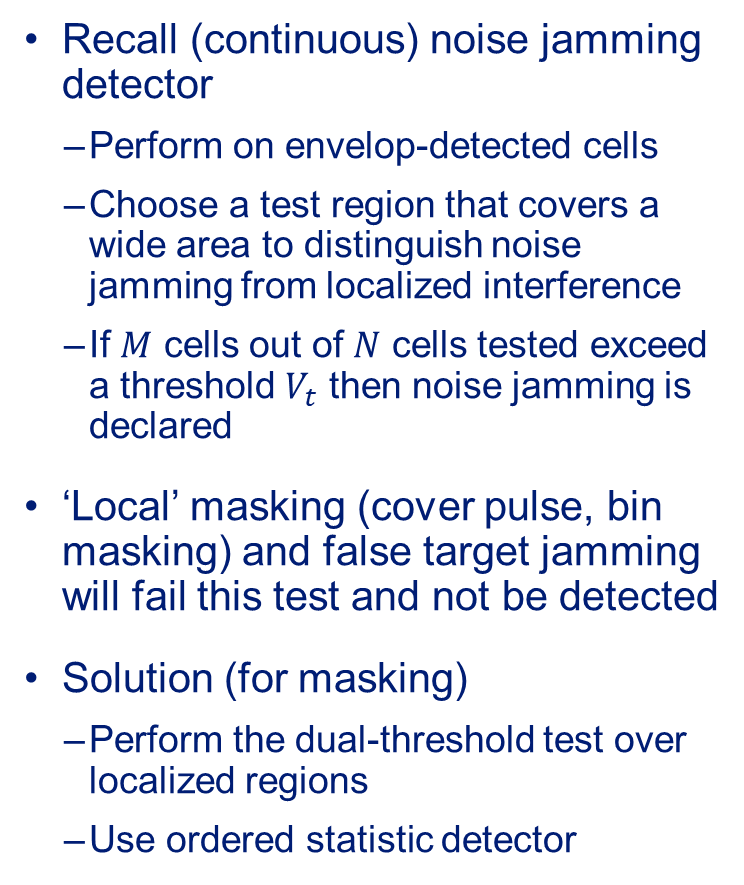 • Recall (continuous) noise jamming
detector
–Perform on envelop-detected cells
–Choose a test region that covers a
wide area to distinguish noise
jamming from localized interference
–If M cells out of N cells tested exceed
a threshold Vₜ then noise jamming is
declared
• ‘Local’ masking (cover pulse, bin
masking) and false target jamming
will fail this test and not be detected
• Solution (for masking)
–Perform the dual-threshold test over
localized regions
–Use ordered statistic detector